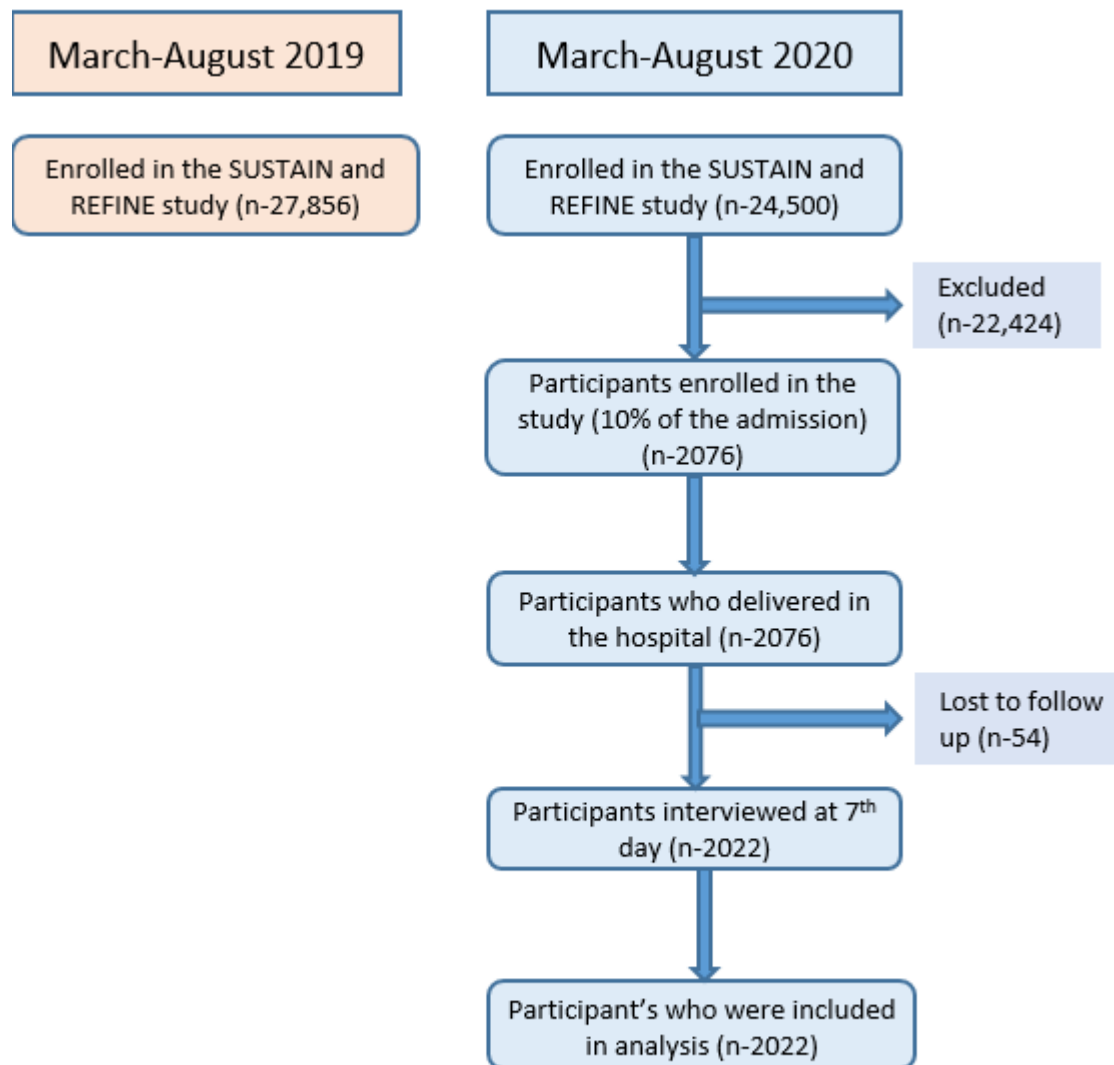 March-August 2019
March-August 2020
Enrolled in the SUSTAIN and
REFINE study (n-27,856)
Enrolled in the SUSTAIN and
REFINE study (n-24,500)
Excluded
(n-22,424)
Participants enrolled in the
study (10% of the admission)
(n-2076)
Participants who delivered in
the hospital (n-2076)
Lost to follow
up (n-54)
Participants interviewed at 7th
day (n-2022)
Participant’s who were included
in analysis (n-2022)